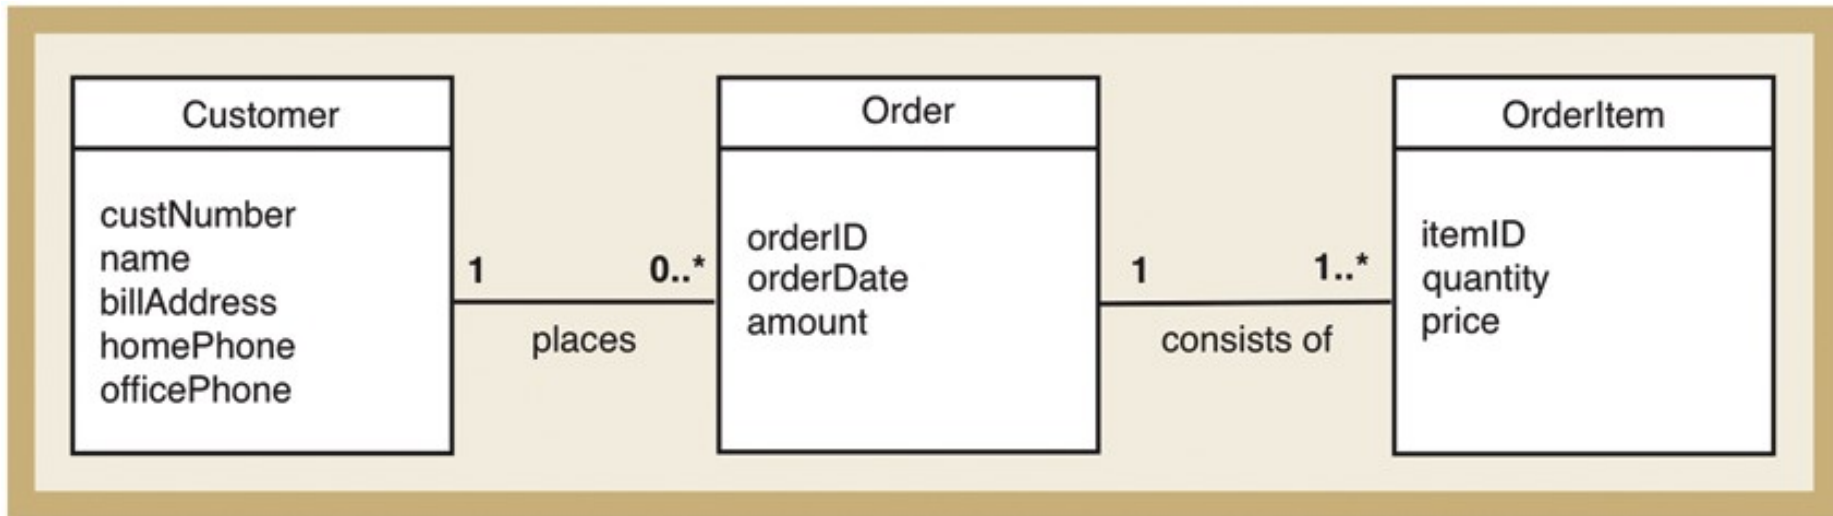 Customer
custNumber
name
billAddress
homePhone
officePhone
1
0..*
places
Order
orderID
orderDate
amount
1
1..*
consists of
OrderItem
itemID
quantity
price